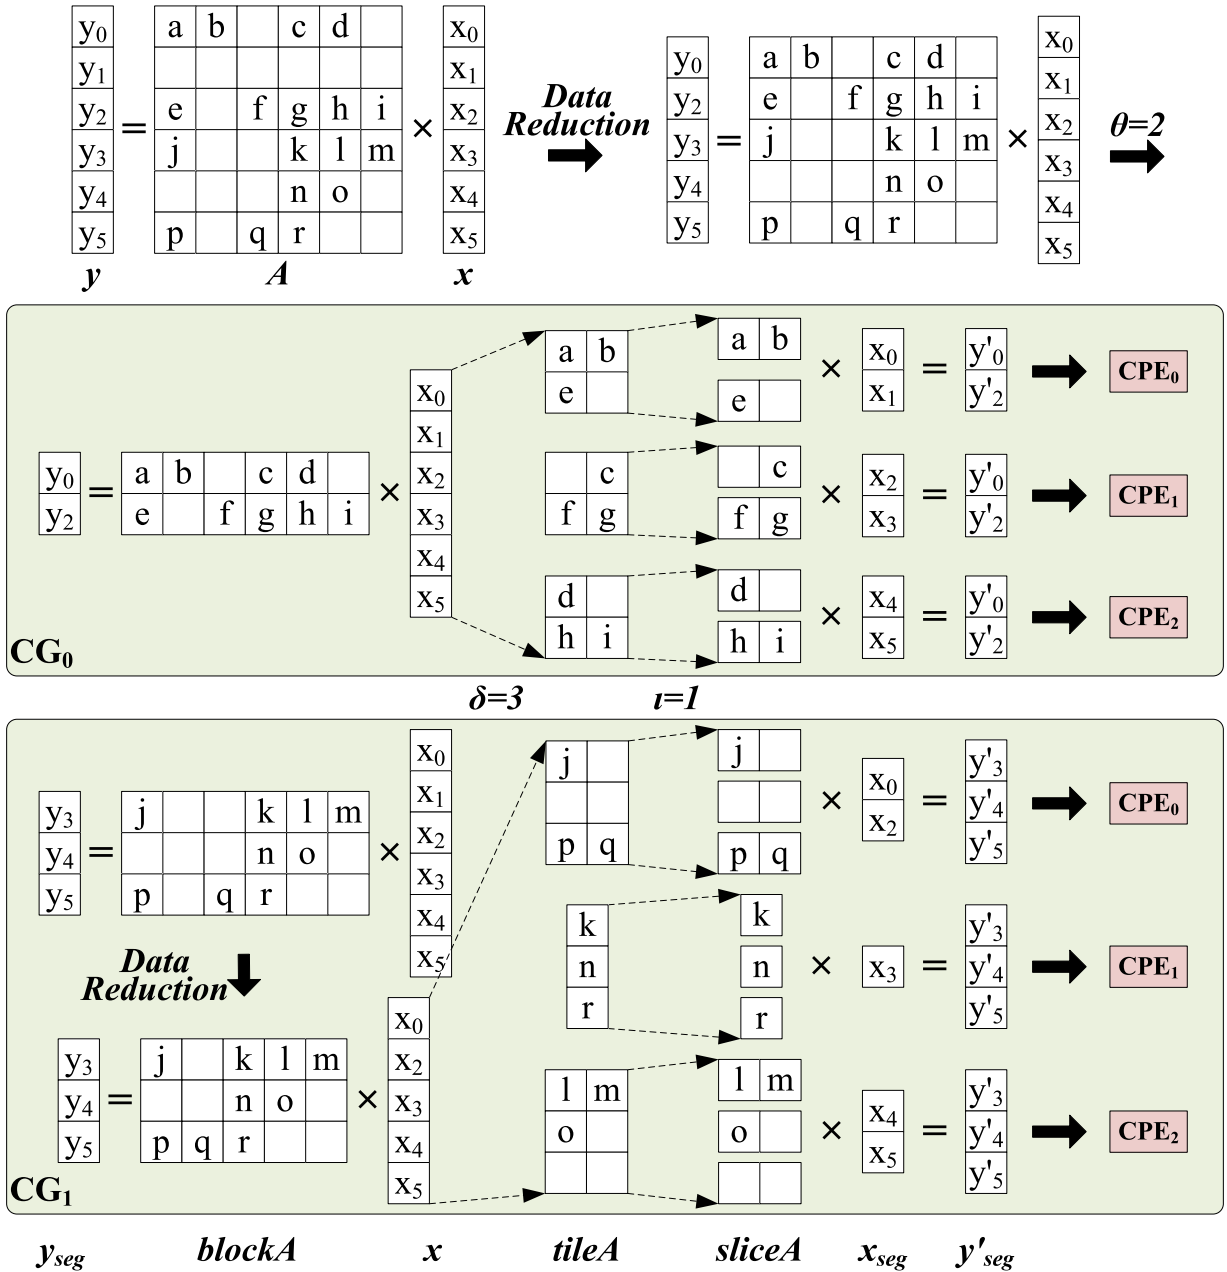 y0 a b c d x0
y1 x1
y2 = e f g h i × x2
y3 j k l m x3
y4 n o x4
y5 p q r x5
y A x
Data
Reduction
y0 a b c d x0
y2 e f g h i x1
y3 = j k l m × x2
y4 n o x3
y5 p q r x4
x5
θ=2
y0 = a b c d ×
y2 e f g h i
x0
x1
x2
x3
x4
x5
a b
e
a b
e
× x0 = y'0 CPE0
x1 y'2
c
f g
c
f g
× x2 = y'0 CPE1
x3 y'2
d
h i
d
h i
× x4 = y'0 CPE2
x5 y'2
CG0
δ=3 ι=1
y3 j k l m
y4 = n o ×
y5 p q r
x0
x1
x2
x3
x4
x5
Data
Reduction
y3 j k l m
y4 = n o ×
y5 p q r
x0
x2
x3
x4
x5
j
p q
j
p q
× x0 = y'3 CPE0
x2 y'4
y'5
k
n
r
k
n
r
× x3 = y'3 CPE1
y'4
y'5
l m
o
l m
o
× x4 = y'3 CPE2
x5 y'4
y'5
CG1
yseg blockA x tileA sliceA xseg y'seg